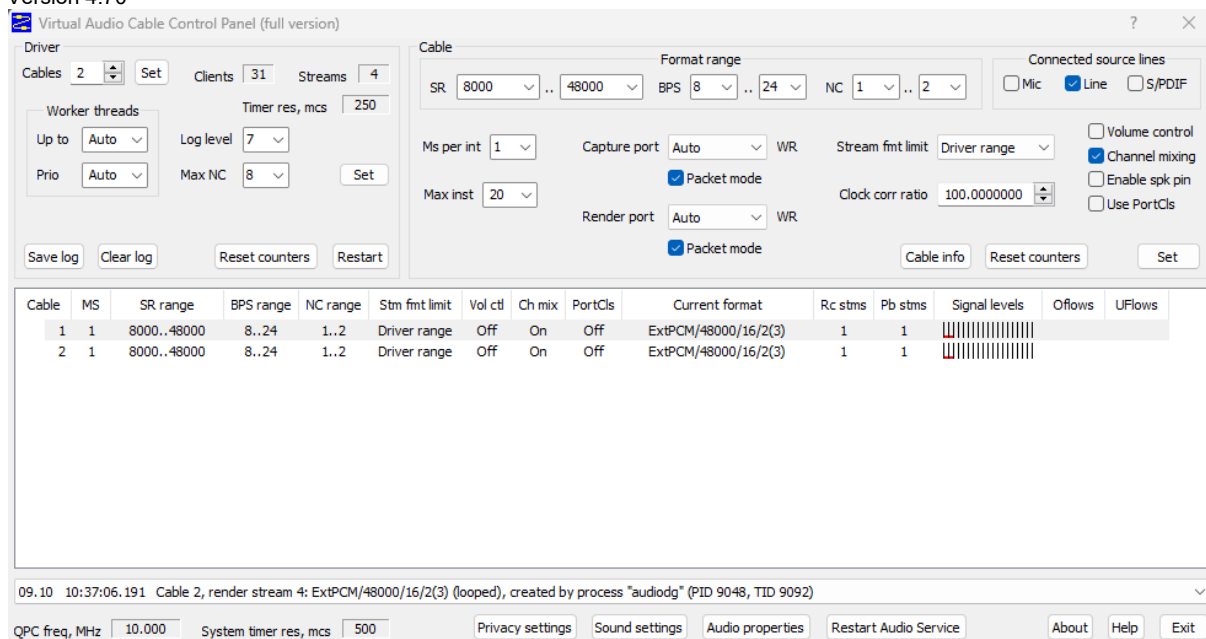 Version 4.70
Virtual Audio Cable Control Panel (full version)
Driver
Cables 2 Set Clients 31 Streams 4
Worker threads
Timer res, mcs 250
Up to Auto Log level 7
Prio Auto Max NC 8 Set
Save log Clear log Reset counters Restart
Cable
Format range
SR 8000 .. 48000 BPS 8 .. 24 NC 1 .. 2
Connected source lines
Mic Line S/PDIF
Ms per int 1 Capture port Auto WR Stream fmt limit Driver range
Packet mode
Max inst 20 Clock corr ratio 100.0000000
Render port Auto WR
Packet mode
Volume control
Channel mixing
Enable spk pin
Use PortCls
Cable info Reset counters Set
Cable MS SR range BPS range NC range Stm fmt limit Vol ctl Ch mix PortCls Current format Rc stms Pb stms Signal levels Oflows UFlows
1 1 8000..48000 8..24 1..2 Driver range Off On Off ExtPCM/48000/16/2(3) 1 1
2 1 8000..48000 8..24 1..2 Driver range Off On Off ExtPCM/48000/16/2(3) 1 1
09.10 10:37:06.191 Cable 2, render stream 4: ExtPCM/48000/16/2(3) (looped), created by process "audiodg" (PID 9048, TID 9092)
QPC freq, MHz 10.000 System timer res, mcs 500 Privacy settings Sound settings Audio properties Restart Audio Service About Help Exit